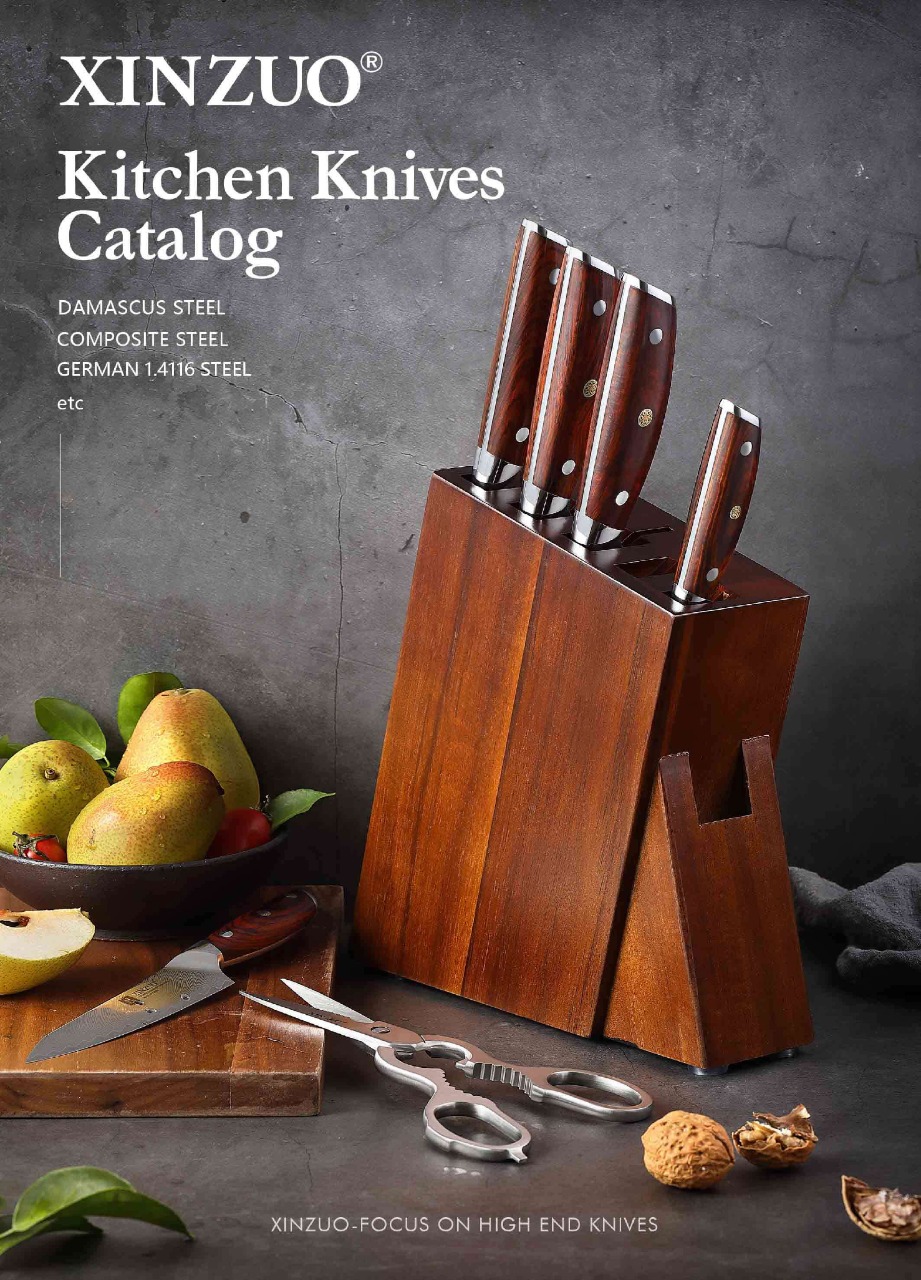 XINZUO®
Kitchen Knives
Catalog
DAMASCUS STEEL
COMPOSITE STEEL
GERMAN 1.4116 STEEL
etc
XINZUO-FOCUS ON HIGH END KNIVES